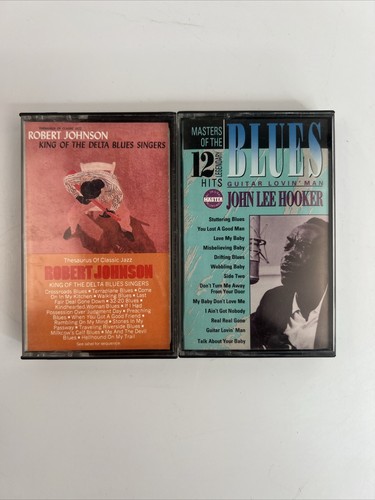 ROBERT JOHNSON
KING OF THE DELTA BLUES SINGERS
Thesaurus Of Classic Jazz
ROBERT JOHNSON
KING OF THE DELTA BLUES SINGERS
Crossroads Blues • Terraplane Blues • Come
On In My Kitchen • Walking Blues • Last
Fair Deal Gone Down • 32-20 Blues •
Kindhearted Woman Blues • If I Had
Possession Over Judgment Day • Preaching
Blues • When You Got A Good Friend •
Rambling On My Mind • Stones In My
Passway • Traveling Riverside Blues •
Milkcow's Calf Blues • Me And The Devil
Blues • Hellhound On My Trail
MASTERS
OF THE
BLUES
12 LEGENDARY
HITS
GUITAR LOVIN' MAN
MASTER
JOHN LEE HOOKER
Stuttering Blues
You Lost A Good Man
Love My Baby
Misbelieving Baby
Drifting Blues
Wobbling Baby
Side Two
Don't Turn Me Away
From Your Door
My Baby Don't Love Me
I Ain't Got Nobody
Real Real Gone
Guitar Lovin' Man
Talk About Your Baby